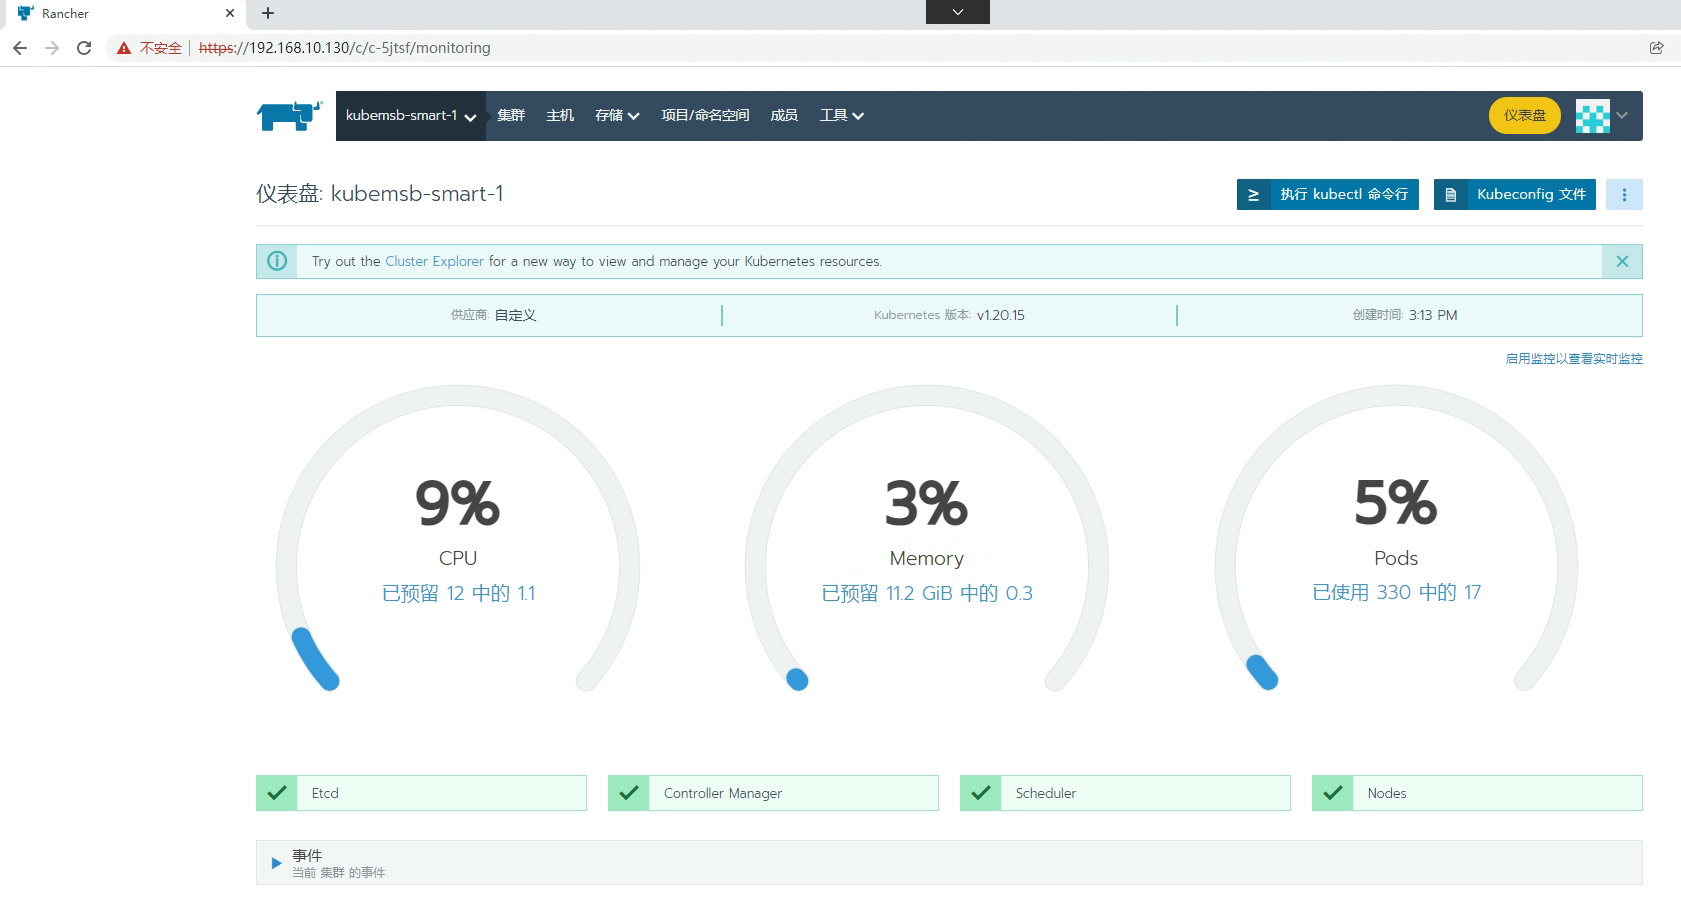 Rancher
不安全 https://192.168.10.130/c/c-5jtsf/monitoring
kubemsb-smart-1 集群 主机 存储 项目/命名空间 成员 工具 仪表盘
仪表盘: kubemsb-smart-1 执行 kubectl 命令行 Kubeconfig 文件
Try out the Cluster Explorer for a new way to view and manage your Kubernetes resources.
供应商: 自定义 Kubernetes 版本: v1.20.15 创建时间: 3:13 PM
启用监控以查看实时监控
9% 3% 5%
CPU Memory Pods
已预留 12 中的 1.1 已预留 11.2 GiB 中的 0.3 已使用 330 中的 17
Etcd Controller Manager Scheduler Nodes
事件
当前 集群 的事件